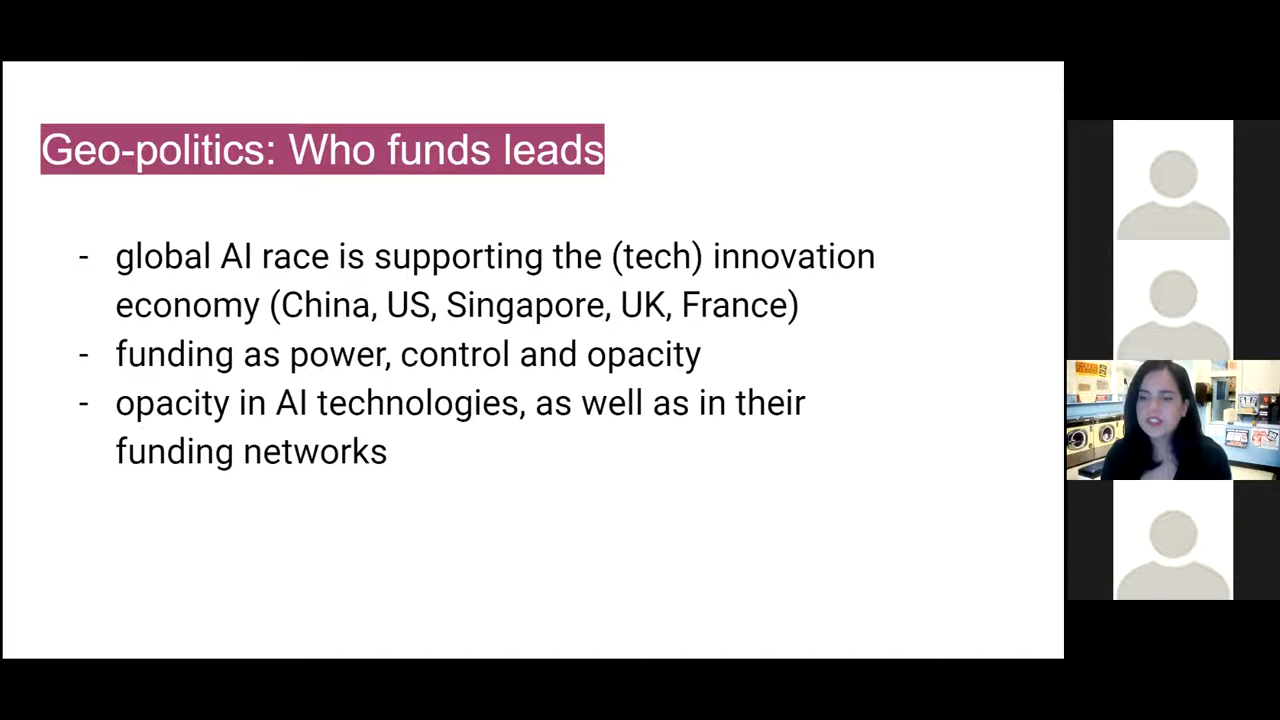 Geo-politics: Who funds leads
- global AI race is supporting the (tech) innovation
economy (China, US, Singapore, UK, France)
- funding as power, control and opacity
- opacity in AI technologies, as well as in their
funding networks